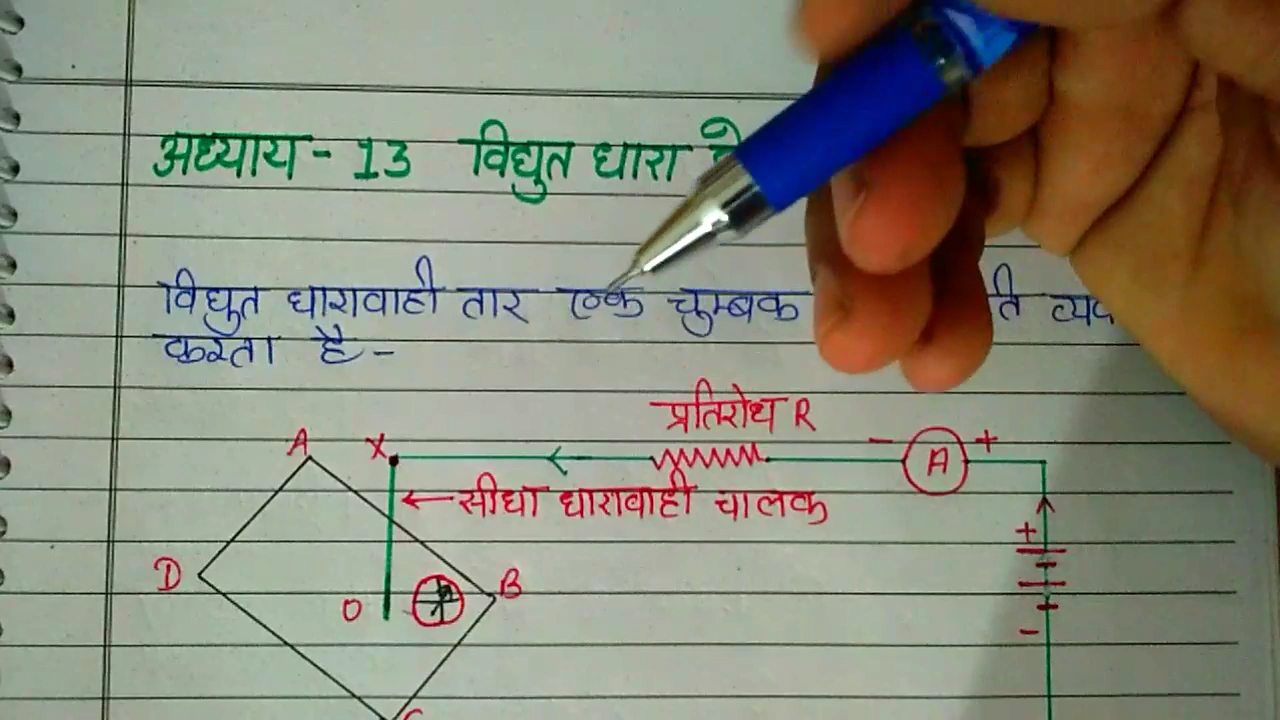 अध्याय - 13 विद्युत धारा
विद्युत धारावाही तार एक चुम्बक
करता है -
प्रतिरोध R
A X - A +
← सीधा धारावाही चालक
+
D B
O
-
C